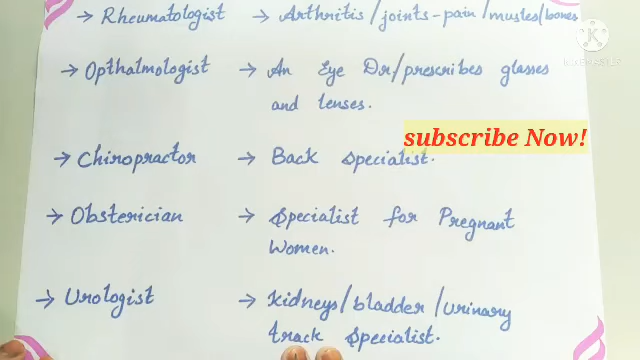 → Rheumatologist → Arthritis/joints-pain/mustes/bones
→ Opthalmologist → An Eye Dr/prescribes glasses
and lenses.
subscribe Now!
→ Chiropractor → Back specialist.
→ Obsterician → Specialist for Pregnant
Women.
→ Urologist → kidneys/bladder/urinary
track specialist.